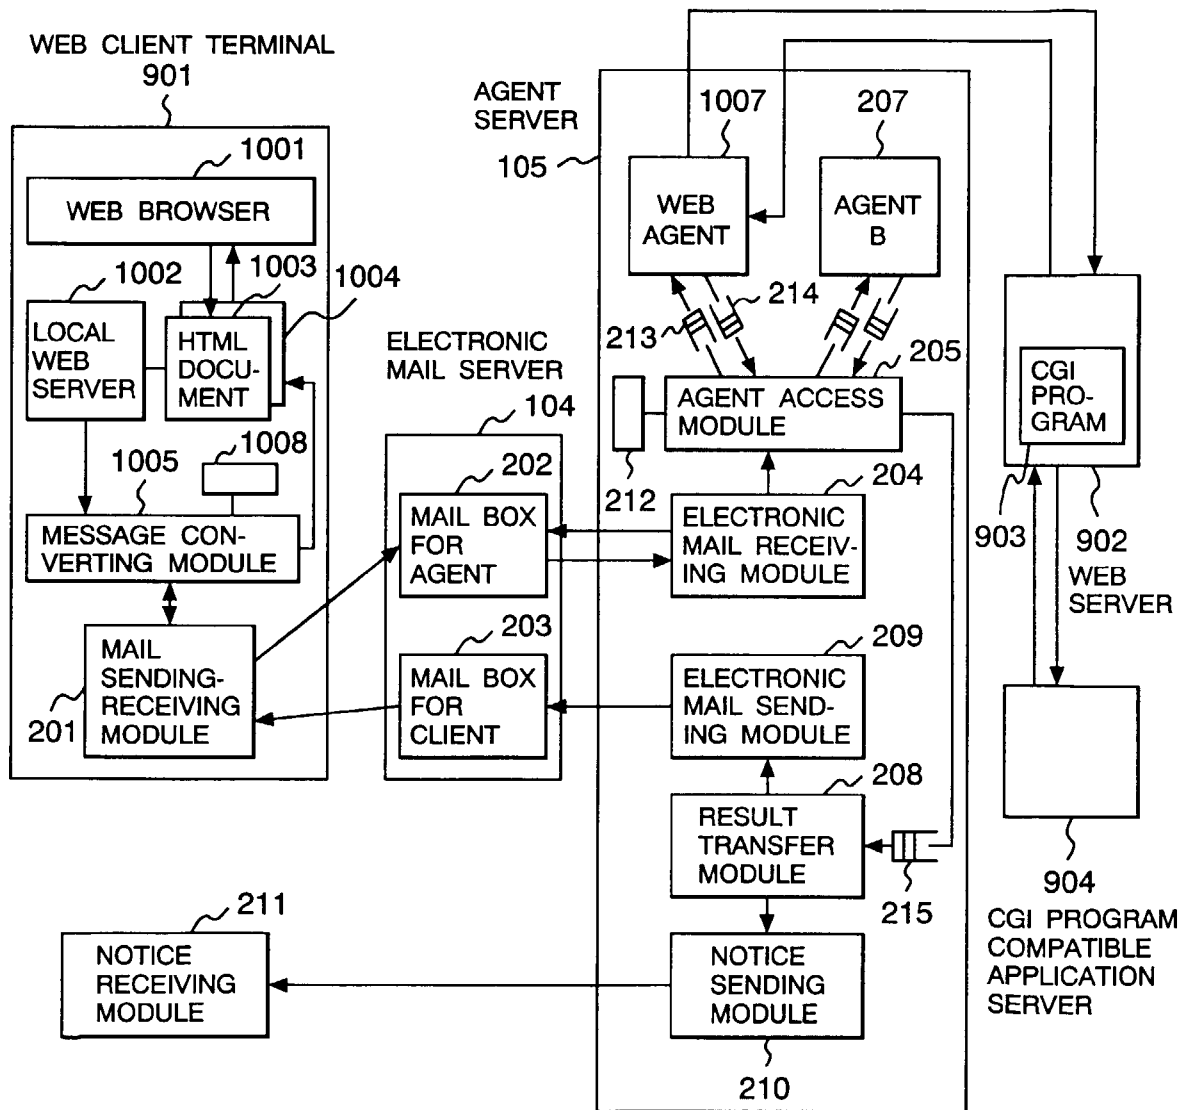 WEB CLIENT TERMINAL
901
1001
WEB BROWSER
1002
1003
1004
LOCAL
WEB
SERVER
HTML
DOCU-
MENT
1005
1008
MESSAGE CON-
VERTING MODULE
MAIL
SENDING-
RECEIVING
MODULE
201
ELECTRONIC
MAIL SERVER
104
202
MAIL BOX
FOR
AGENT
203
MAIL BOX
FOR
CLIENT
AGENT
SERVER
105
1007
WEB
AGENT
207
AGENT
B
213
214
205
AGENT ACCESS
MODULE
212
204
ELECTRONIC
MAIL RECEIV-
ING MODULE
209
ELECTRONIC
MAIL SEND-
ING MODULE
208
RESULT
TRANSFER
MODULE
215
NOTICE
SENDING
MODULE
210
211
NOTICE
RECEIVING
MODULE
CGI
PRO-
GRAM
903
902
WEB
SERVER
904
CGI PROGRAM
COMPATIBLE
APPLICATION
SERVER